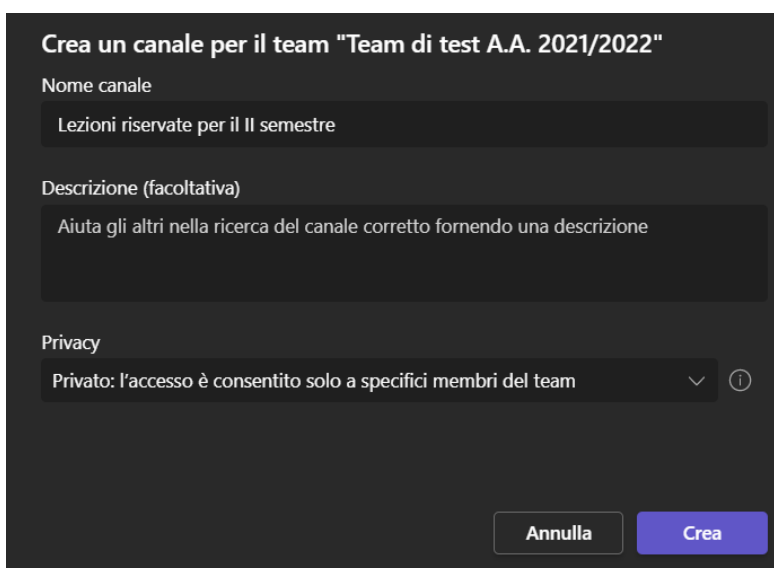 Crea un canale per il team "Team di test A.A. 2021/2022"
Nome canale
Lezioni riservate per il II semestre
Descrizione (facoltativa)
Aiuta gli altri nella ricerca del canale corretto fornendo una descrizione
Privacy
Privato: l'accesso è consentito solo a specifici membri del team
Annulla
Crea